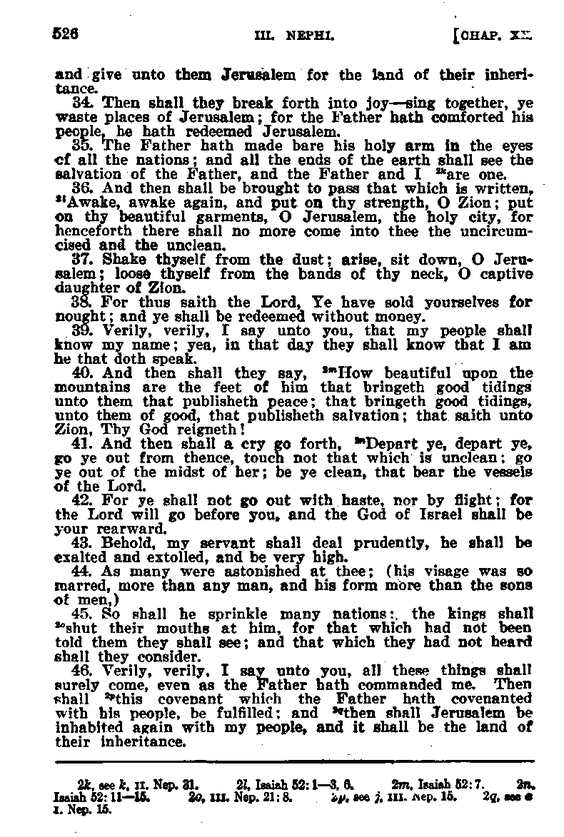 526 III. NEPHI. [CHAP. XX.
and give unto them Jerusalem for the land of their inheri-
tance.
34. Then shall they break forth into joy—sing together, ye
waste places of Jerusalem; for the Father hath comforted his
people, he hath redeemed Jerusalem.
35. The Father hath made bare his holy arm in the eyes
of all the nations; and all the ends of the earth shall see the
salvation of the Father, and the Father and I 2kare one.
36. And then shall be brought to pass that which is written,
2lAwake, awake again, and put on thy strength, O Zion; put
on thy beautiful garments, O Jerusalem, the holy city, for
henceforth there shall no more come into thee the uncircum-
cised and the unclean.
37. Shake thyself from the dust; arise, sit down, O Jeru-
salem; loose thyself from the bands of thy neck, O captive
daughter of Zion.
38. For thus saith the Lord, Ye have sold yourselves for
nought; and ye shall be redeemed without money.
39. Verily, verily, I say unto you, that my people shall
know my name; yea, in that day they shall know that I am
he that doth speak.
40. And then shall they say, 2mHow beautiful upon the
mountains are the feet of him that bringeth good tidings
unto them that publisheth peace; that bringeth good tidings,
unto them of good, that publisheth salvation; that saith unto
Zion, Thy God reigneth!
41. And then shall a cry go forth, 2nDepart ye, depart ye,
go ye out from thence, touch not that which is unclean; go
ye out of the midst of her; be ye clean, that bear the vessels
of the Lord.
42. For ye shall not go out with haste, nor by flight; for
the Lord will go before you, and the God of Israel shall be
your rearward.
43. Behold, my servant shall deal prudently, he shall be
exalted and extolled, and be very high.
44. As many were astonished at thee; (his visage was so
marred, more than any man, and his form more than the sons
of men,)
45. So shall he sprinkle many nations: the kings shall
2oshut their mouths at him, for that which had not been
told them they shall see; and that which they had not heard
shall they consider.
46. Verily, verily, I say unto you, all these things shall
surely come, even as the Father hath commanded me. Then
shall 2pthis covenant which the Father hath covenanted
with his people, be fulfilled; and 2qthen shall Jerusalem be
inhabited again with my people, and it shall be the land of
their inheritance.
2k, see k, II. Nep. 31. 2l, Isaiah 52:1—3, 6. 2m, Isaiah 52:7. 2n,
Isaiah 52:11—15. 2o, III. Nep. 21:8. 2p, see j, III. Nep. 15. 2q, see e
I. Nep. 15.